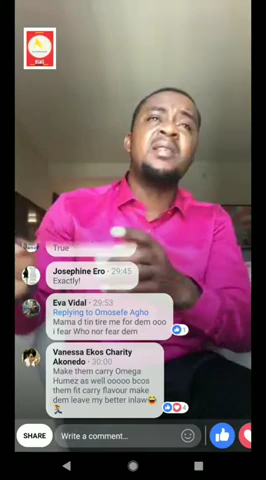 True
Josephine Ero · 29:45
Exactly!
Eva Vidal · 29:53
Replying to Omosefe Agho
Mama d tin tire me for dem ooo
i fear Who nor fear dem
1
Vanessa Ekos Charity
Akonedo · 30:00
Make them carry Omega
Humez as well ooooo bcos
them fit carry flavour make
dem leave my better inlaw😂
🏃
4
SHARE
Write a comment…